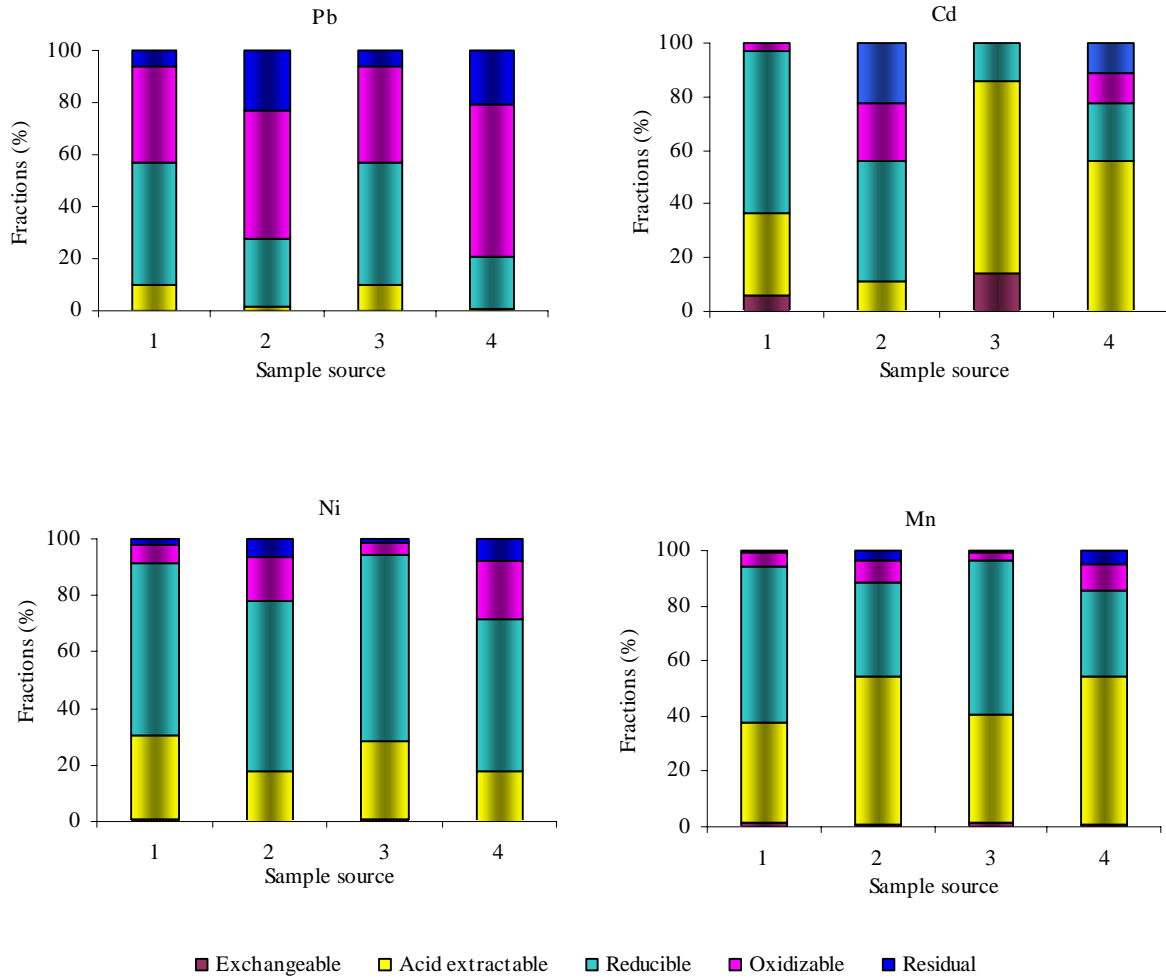 Pb
100
80
60
40
20
0
Fractions (%)
1 2 3 4
Sample source
Cd
100
80
60
40
20
0
Fractions (%)
1 2 3 4
Sample source
Ni
100
80
60
40
20
0
Fractions (%)
1 2 3 4
Sample source
Mn
100
80
60
40
20
0
Fractions (%)
1 2 3 4
Sample source
Exchangeable Acid extractable Reducible Oxidizable Residual